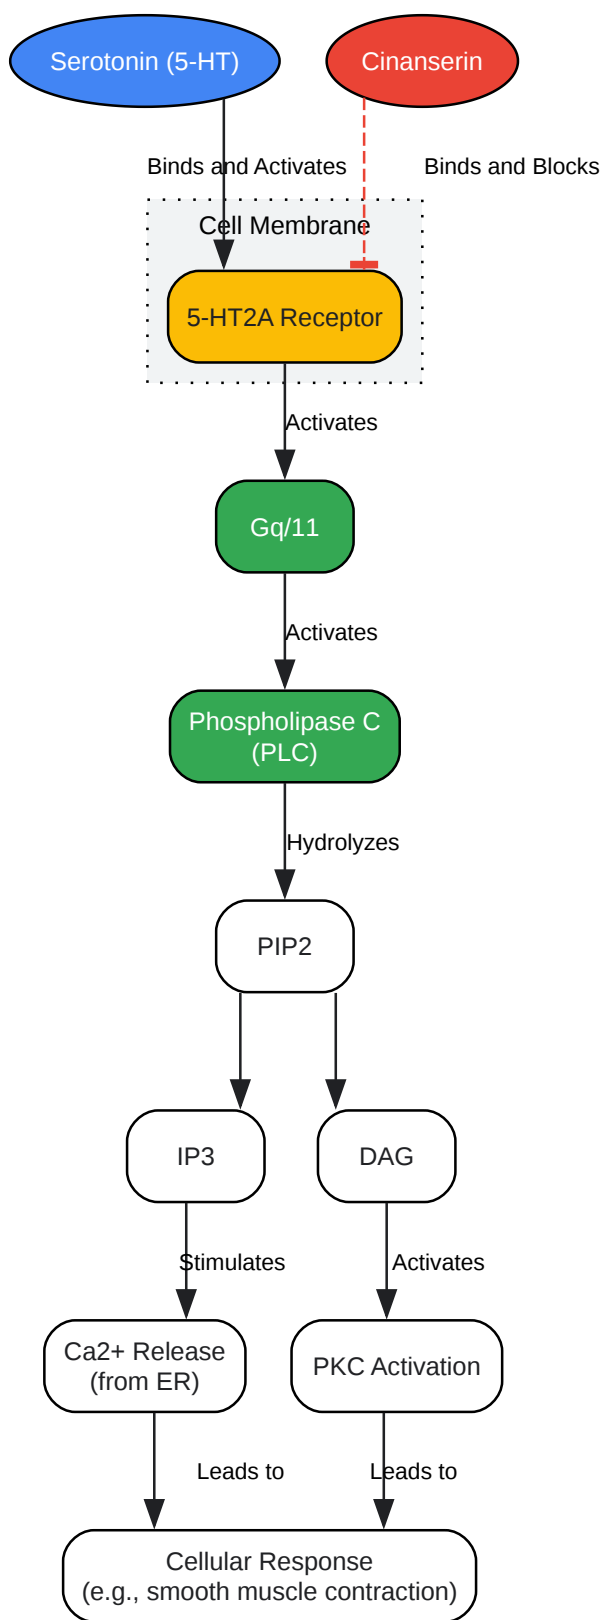 Serotonin (5-HT)
Cinanserin
Binds and Activates
Binds and Blocks
Cell Membrane
5-HT2A Receptor
Activates
Gq/11
Activates
Phospholipase C
(PLC)
Hydrolyzes
PIP2
IP3
DAG
Stimulates
Activates
Ca2+ Release
(from ER)
PKC Activation
Leads to
Leads to
Cellular Response
(e.g., smooth muscle contraction)